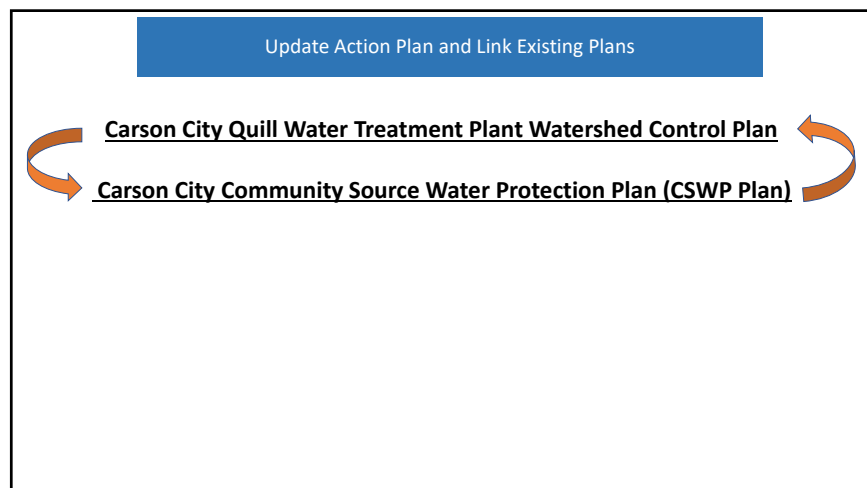 Update Action Plan and Link Existing Plans
Carson City Quill Water Treatment Plant Watershed Control Plan
Carson City Community Source Water Protection Plan (CSWP Plan)